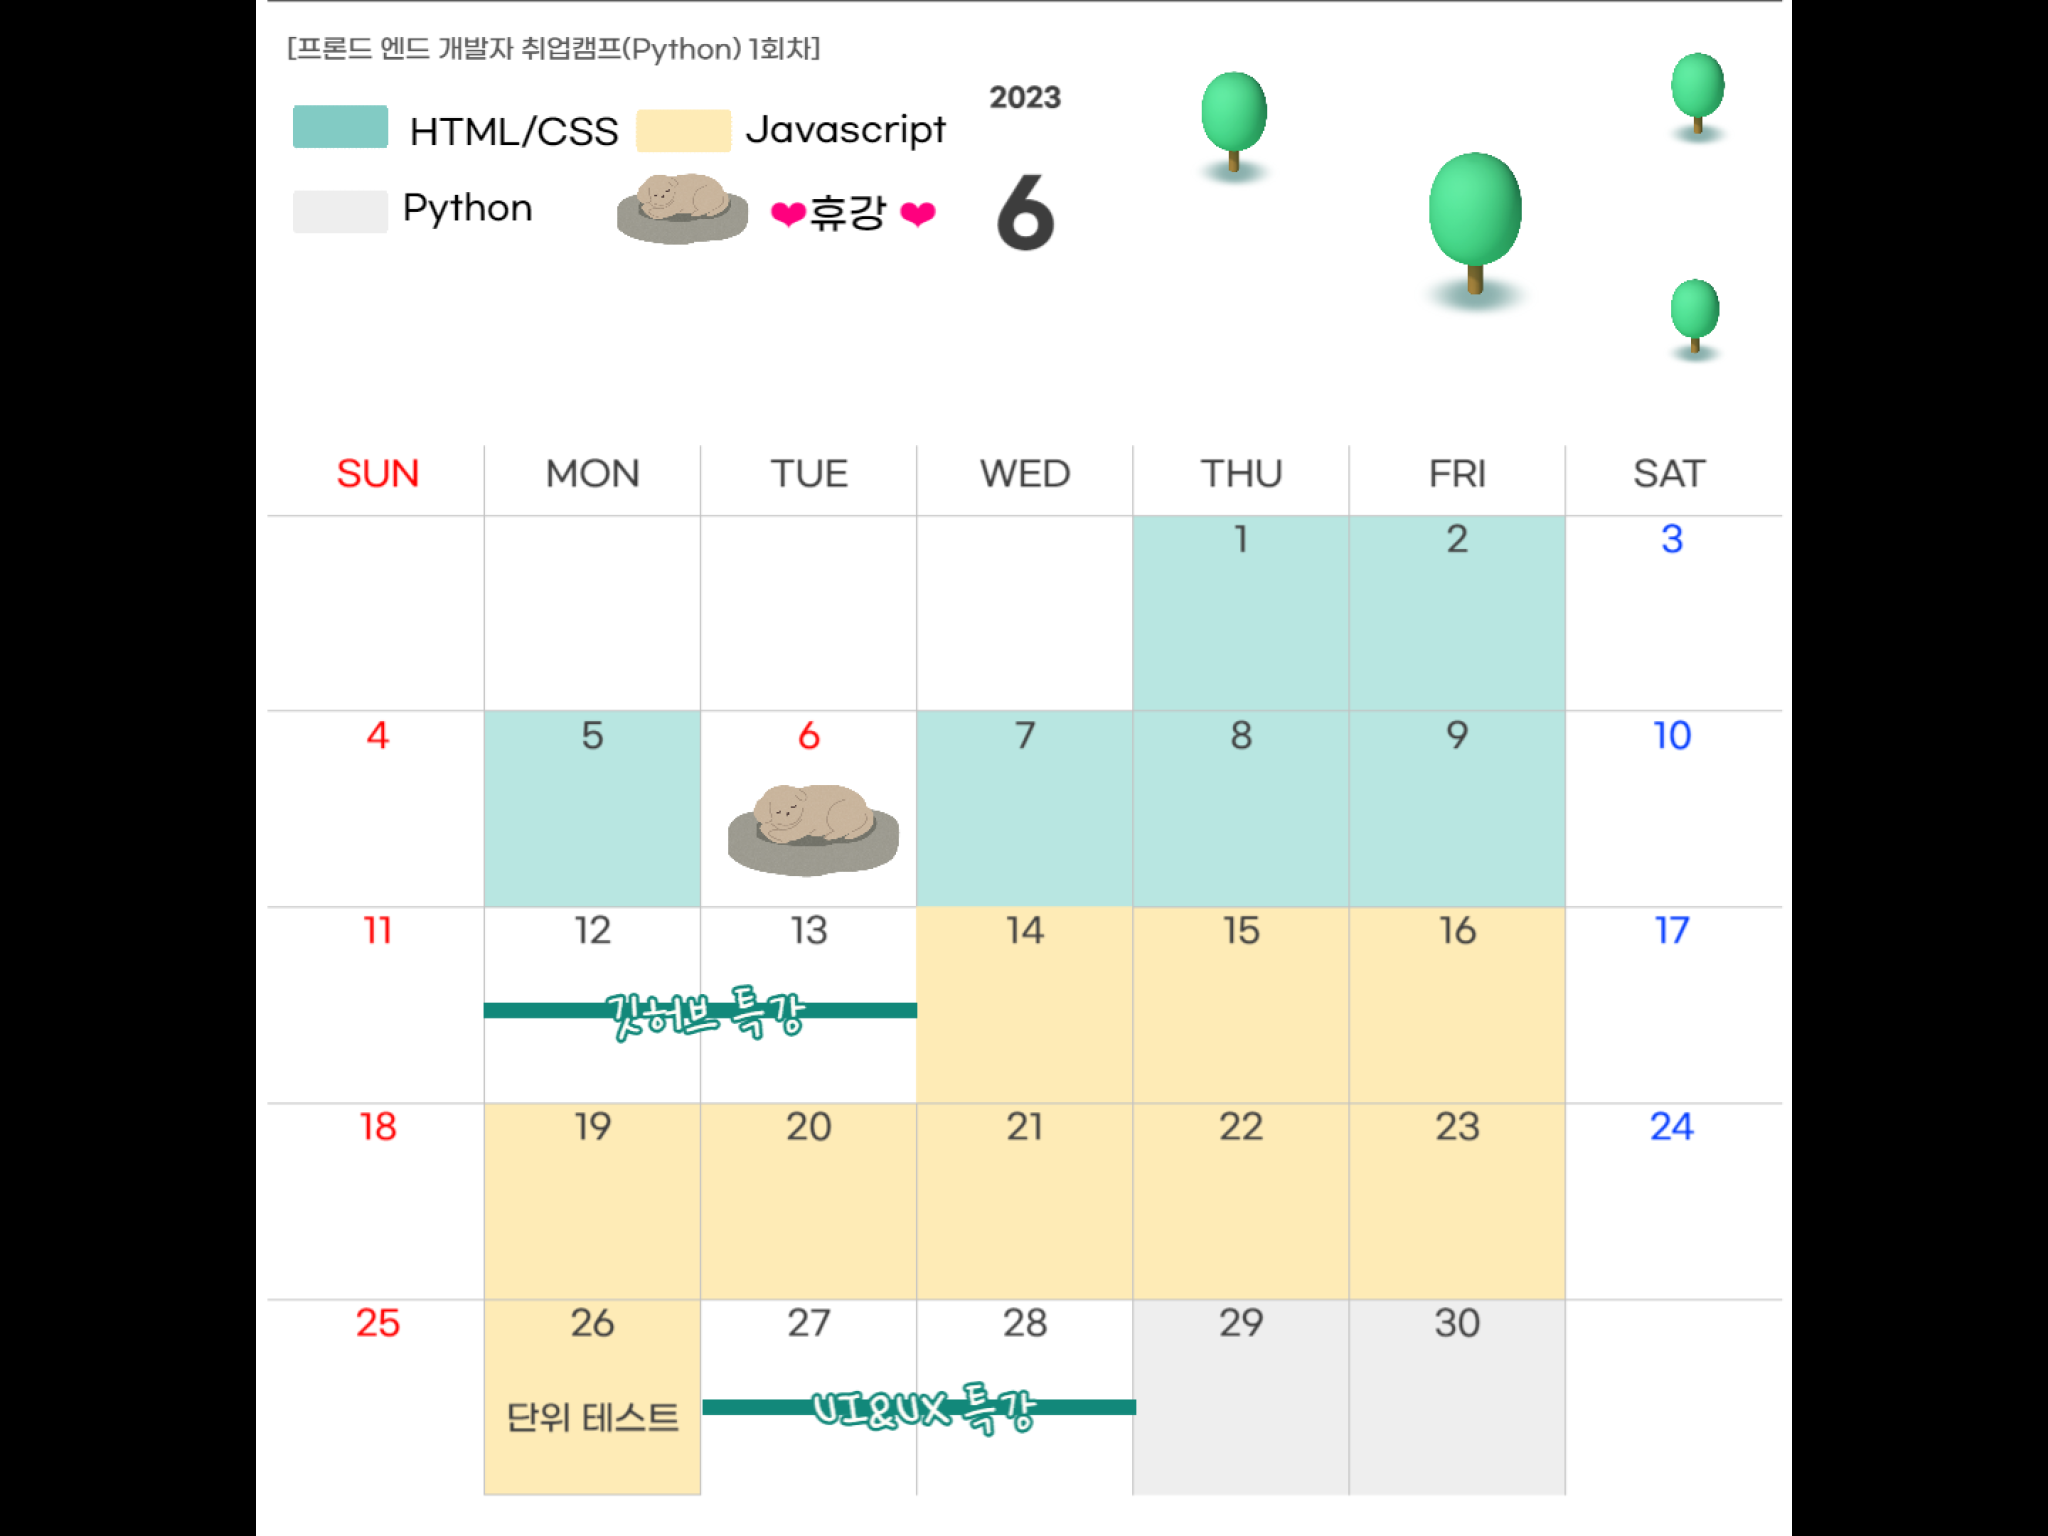 [프론드 엔드 개발자 취업캠프(Python) 1회차]
2023
HTML/CSS Javascript
Python ❤휴강 ❤
6
SUN MON TUE WED THU FRI SAT
1 2 3
4 5 6 7 8 9 10
11 12 13 14 15 16 17
깃허브 특강
18 19 20 21 22 23 24
25 26 27 28 29 30
단위 테스트 UI&UX 특강